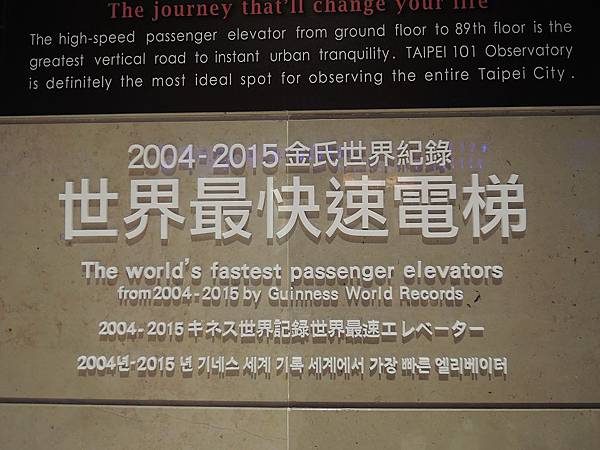 The journey that'll change your life
The high-speed passenger elevator from ground floor to 89th floor is the
greatest vertical road to instant urban tranquility. TAIPEI 101 Observatory
is definitely the most ideal spot for observing the entire Taipei City.
2004-2015 金氏世界紀錄
世界最快速電梯
The world's fastest passenger elevators
from 2004-2015 by Guinness World Records
2004-2015 キネス世界記録世界最速エレベーター
2004년-2015 년 기네스 세계 기록 세계에서 가장 빠른 엘리베이터